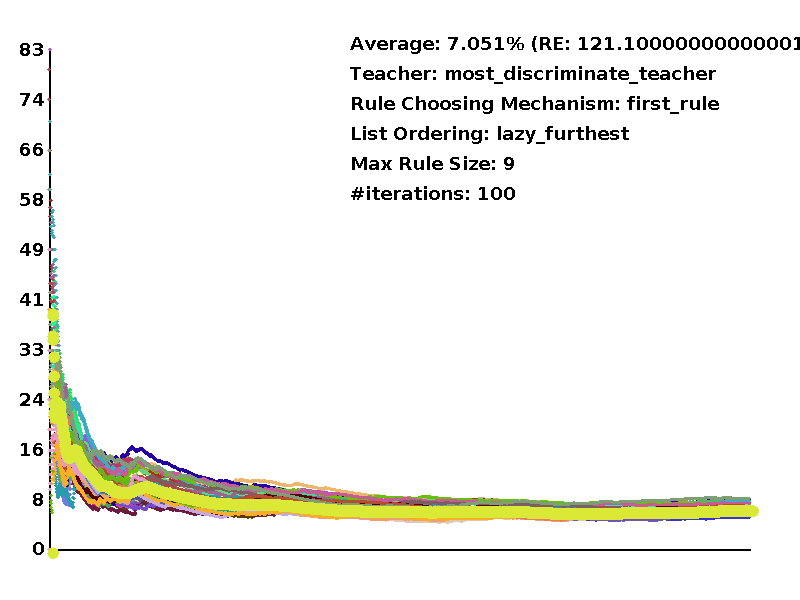 83
74
66
58
49
41
33
24
16
8
0
Average: 7.051% (RE: 121.10000000000001
Teacher: most_discriminate_teacher
Rule Choosing Mechanism: first_rule
List Ordering: lazy_furthest
Max Rule Size: 9
#iterations: 100